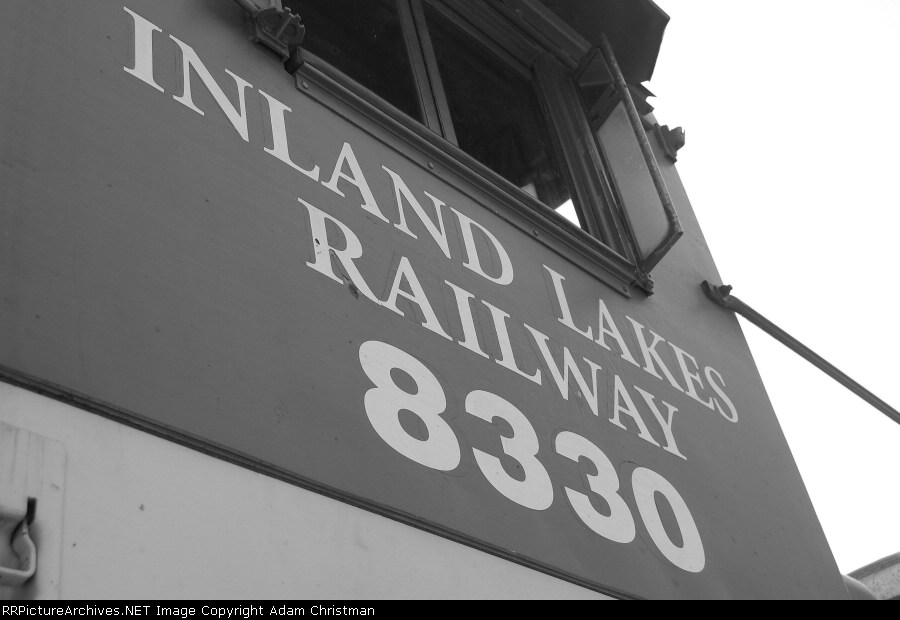 INLAND LAKES
RAILWAY
8330
RRPictureArchives.NET Image Copyright Adam Christman